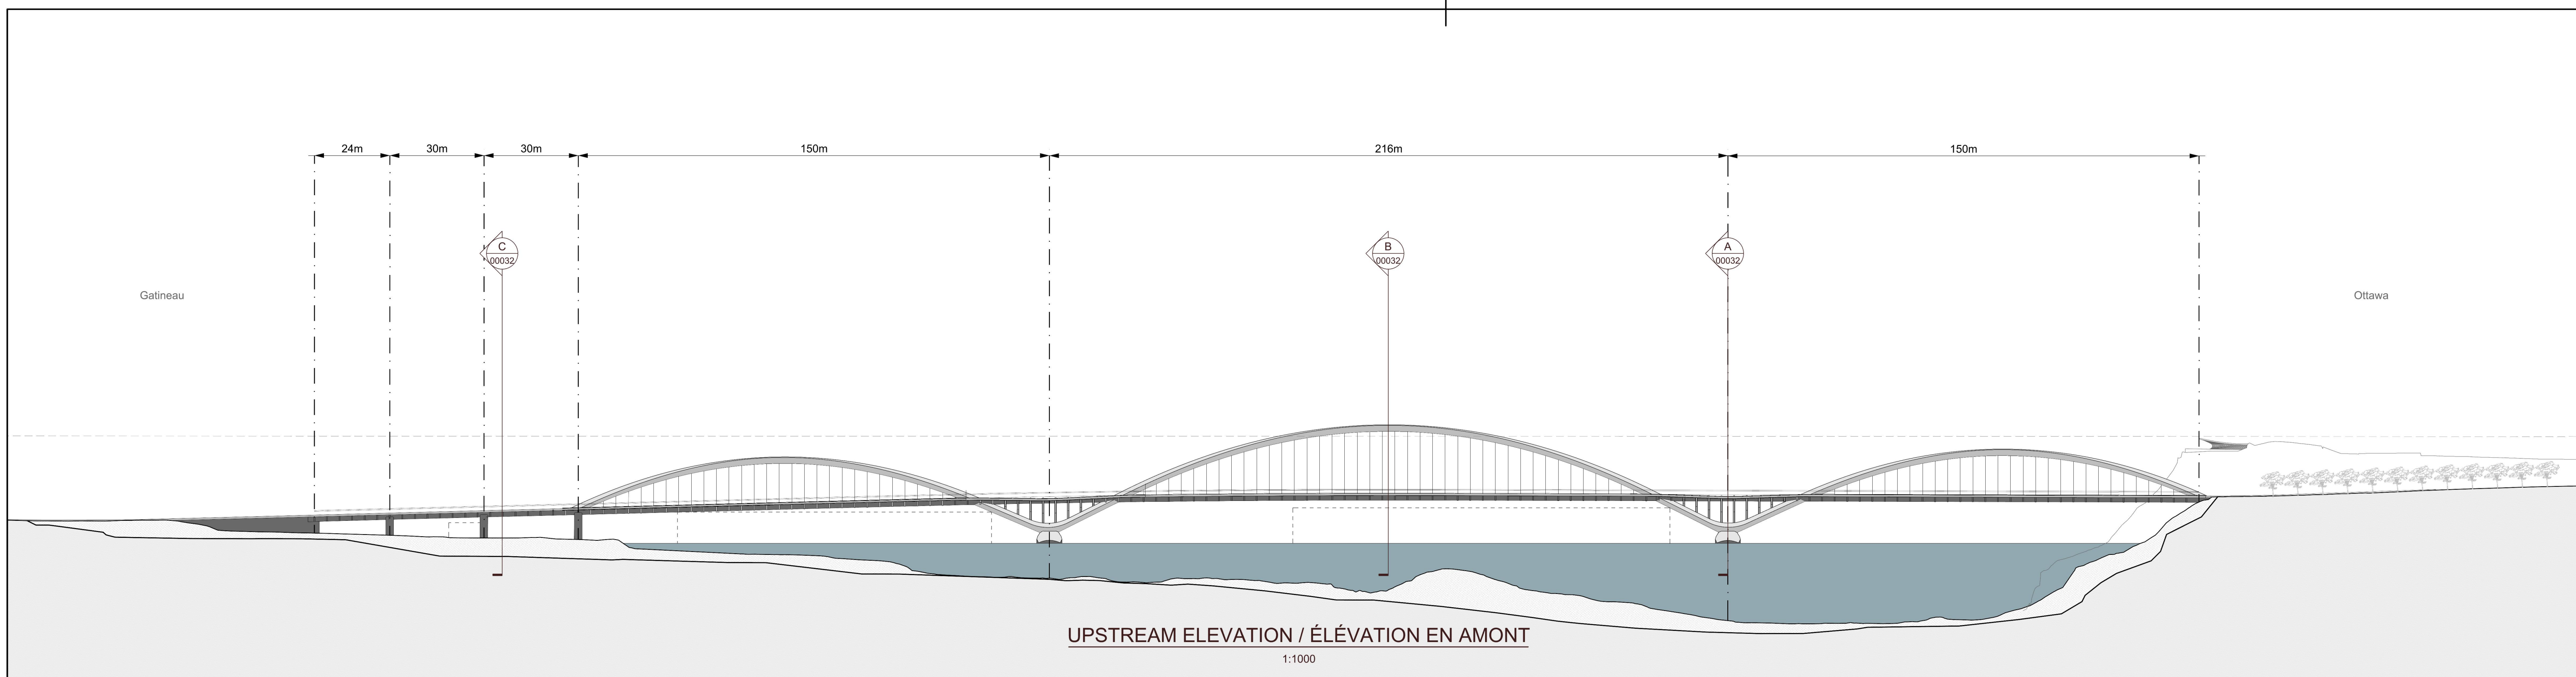 24m
30m
30m
150m
216m
150m
C
00032
B
00032
A
00032
Gatineau
Ottawa
UPSTREAM ELEVATION / ÉLÉVATION EN AMONT
1:1000